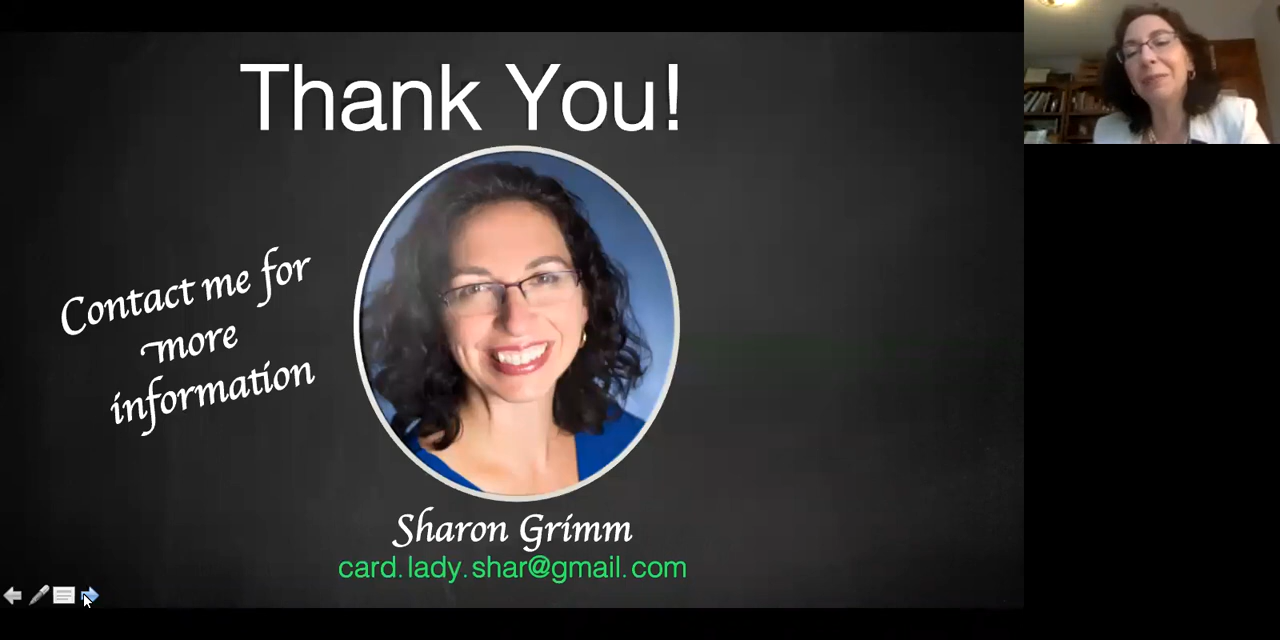 Thank You!
Contact me for
more
information
Sharon Grimm
card.lady.shar@gmail.com